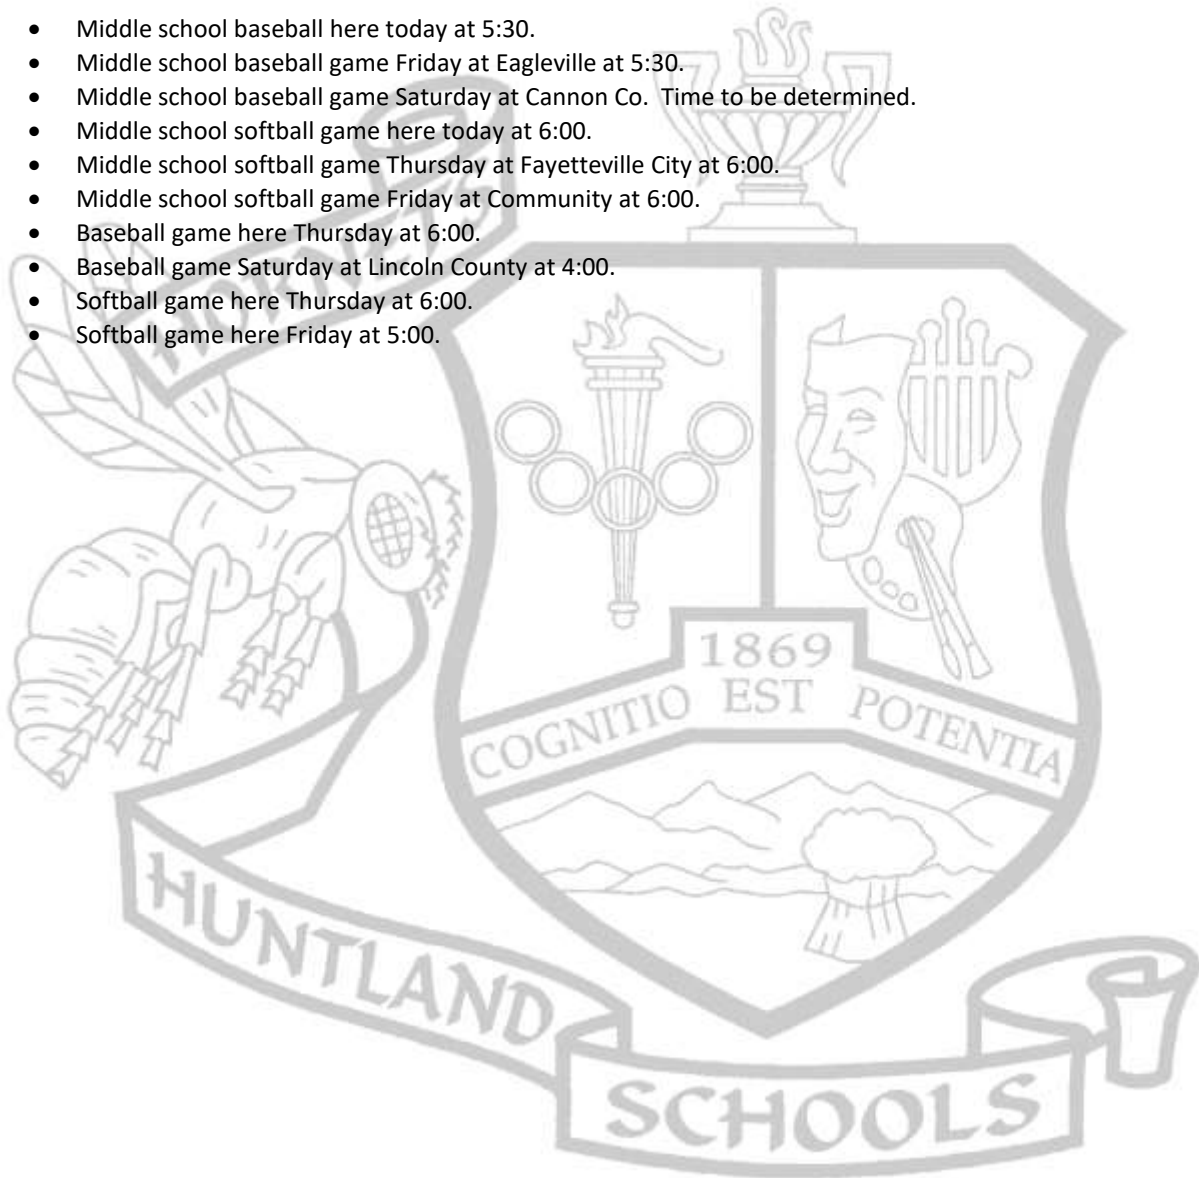 • Middle school baseball here today at 5:30.
• Middle school baseball game Friday at Eagleville at 5:30.
• Middle school baseball game Saturday at Cannon Co.  Time to be determined.
• Middle school softball game here today at 6:00.
• Middle school softball game Thursday at Fayetteville City at 6:00.
• Middle school softball game Friday at Community at 6:00.
• Baseball game here Thursday at 6:00.
• Baseball game Saturday at Lincoln County at 4:00.
• Softball game here Thursday at 6:00.
• Softball game here Friday at 5:00.
HORNETS
1869
COGNITIO EST POTENTIA
HUNTLAND
SCHOOLS